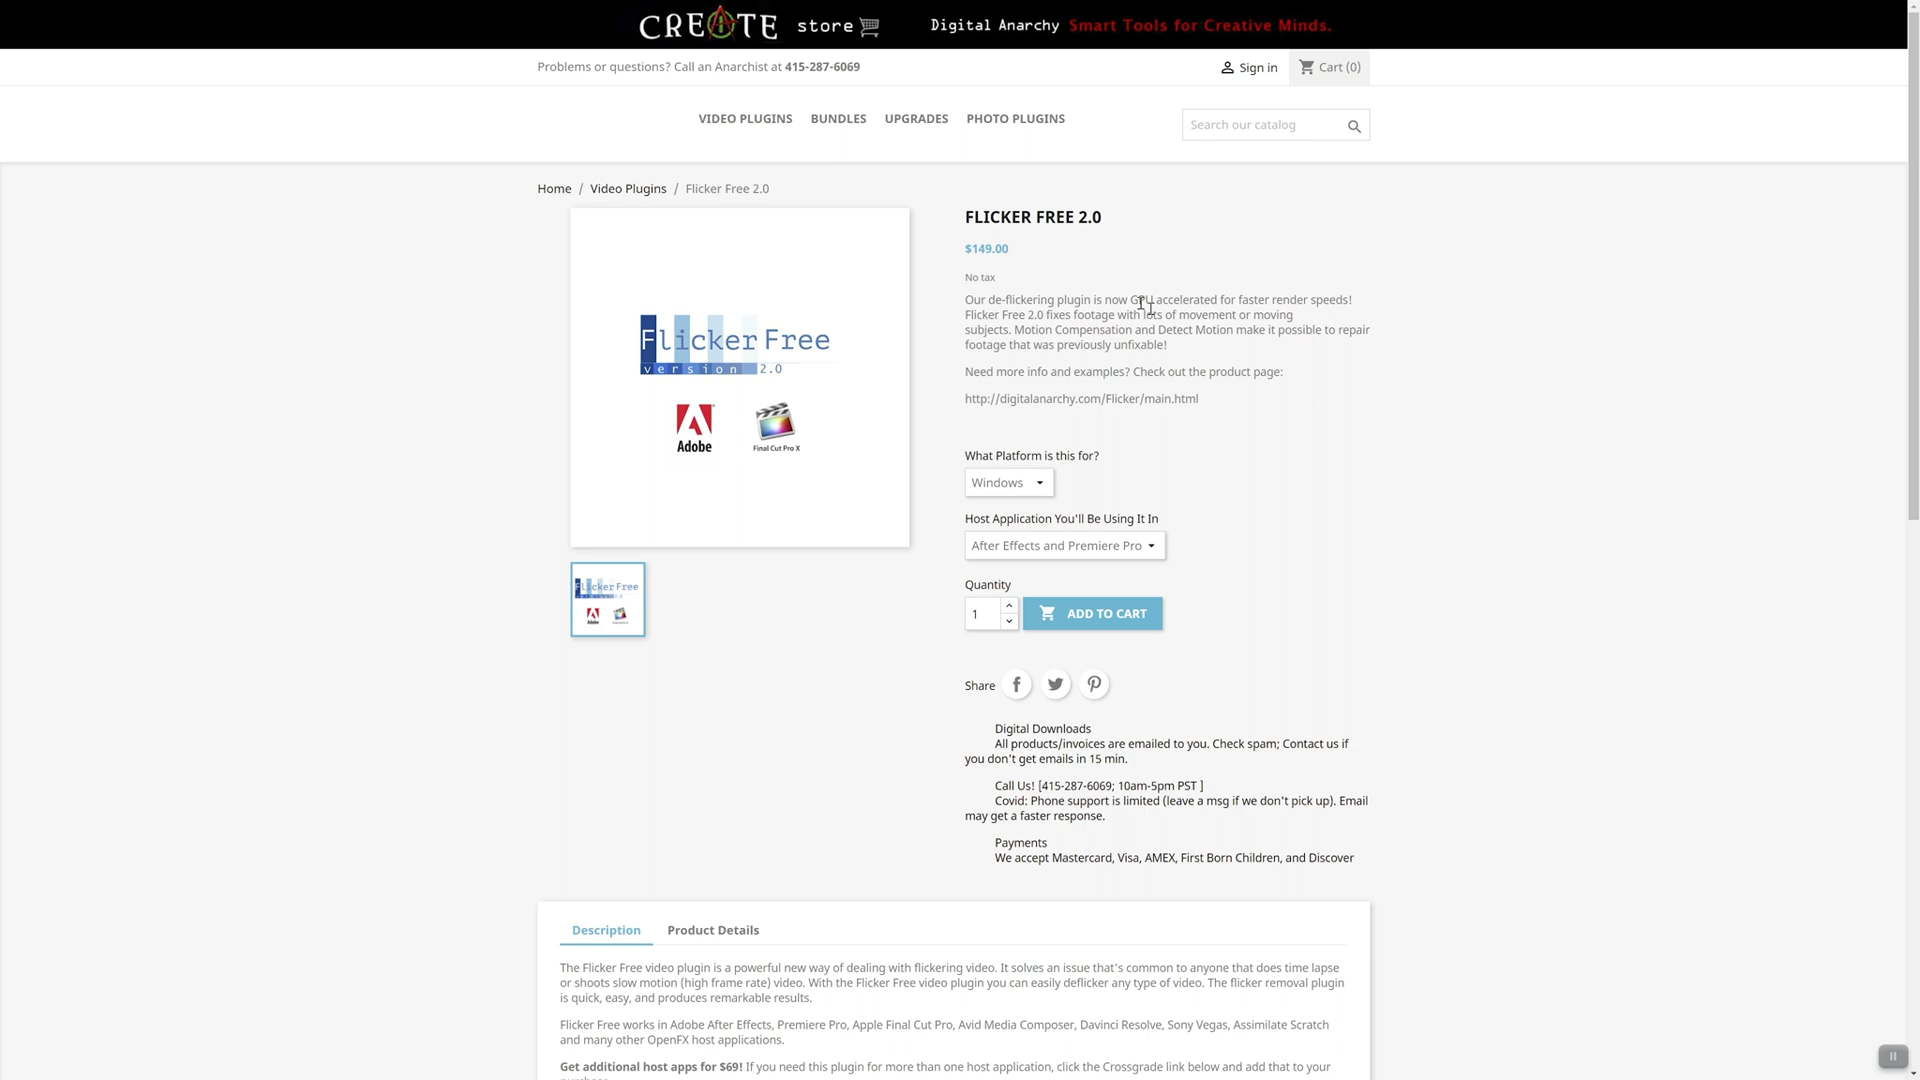 CREATE store Digital Anarchy Smart Tools for Creative Minds.
Problems or questions? Call an Anarchist at 415-287-6069
Sign in
Cart (0)
VIDEO PLUGINS BUNDLES UPGRADES PHOTO PLUGINS
Search our catalog
Home / Video Plugins / Flicker Free 2.0
Flicker Free
version 2.0
Adobe
Final Cut Pro X
FLICKER FREE 2.0
$149.00
No tax
Our de-flickering plugin is now GPU accelerated for faster render speeds!
Flicker Free 2.0 fixes footage with lots of movement or moving
subjects. Motion Compensation and Detect Motion make it possible to repair
footage that was previously unfixable!
Need more info and examples? Check out the product page:
http://digitalanarchy.com/Flicker/main.html
What Platform is this for?
Windows
Host Application You'll Be Using It In
After Effects and Premiere Pro
Quantity
1
ADD TO CART
Share
Digital Downloads
All products/invoices are emailed to you. Check spam; Contact us if
you don't get emails in 15 min.
Call Us! [415-287-6069; 10am-5pm PST ]
Covid: Phone support is limited (leave a msg if we don't pick up). Email
may get a faster response.
Payments
We accept Mastercard, Visa, AMEX, First Born Children, and Discover
Description
Product Details
The Flicker Free video plugin is a powerful new way of dealing with flickering video. It solves an issue that's common to anyone that does time lapse
or shoots slow motion (high frame rate) video. With the Flicker Free video plugin you can easily deflicker any type of video. The flicker removal plugin
is quick, easy, and produces remarkable results.
Flicker Free works in Adobe After Effects, Premiere Pro, Apple Final Cut Pro, Avid Media Composer, Davinci Resolve, Sony Vegas, Assimilate Scratch
and many other OpenFX host applications.
Get additional host apps for $69! If you need this plugin for more than one host application, click the Crossgrade link below and add that to your